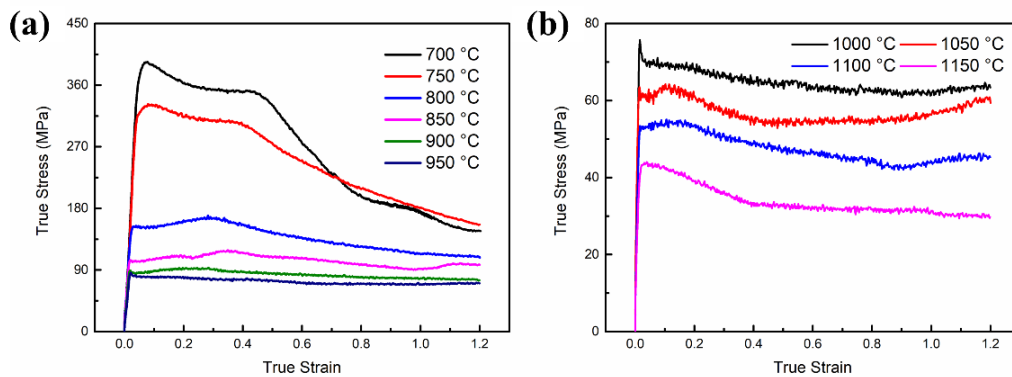 (a)
450
360
270
180
90
0
True Stress (MPa)
700 °C
750 °C
800 °C
850 °C
900 °C
950 °C
0.0 0.2 0.4 0.6 0.8 1.0 1.2
True Strain
(b)
80
60
40
20
0
True Stress (MPa)
1000 °C 1050 °C
1100 °C 1150 °C
0.0 0.2 0.4 0.6 0.8 1.0 1.2
True Strain